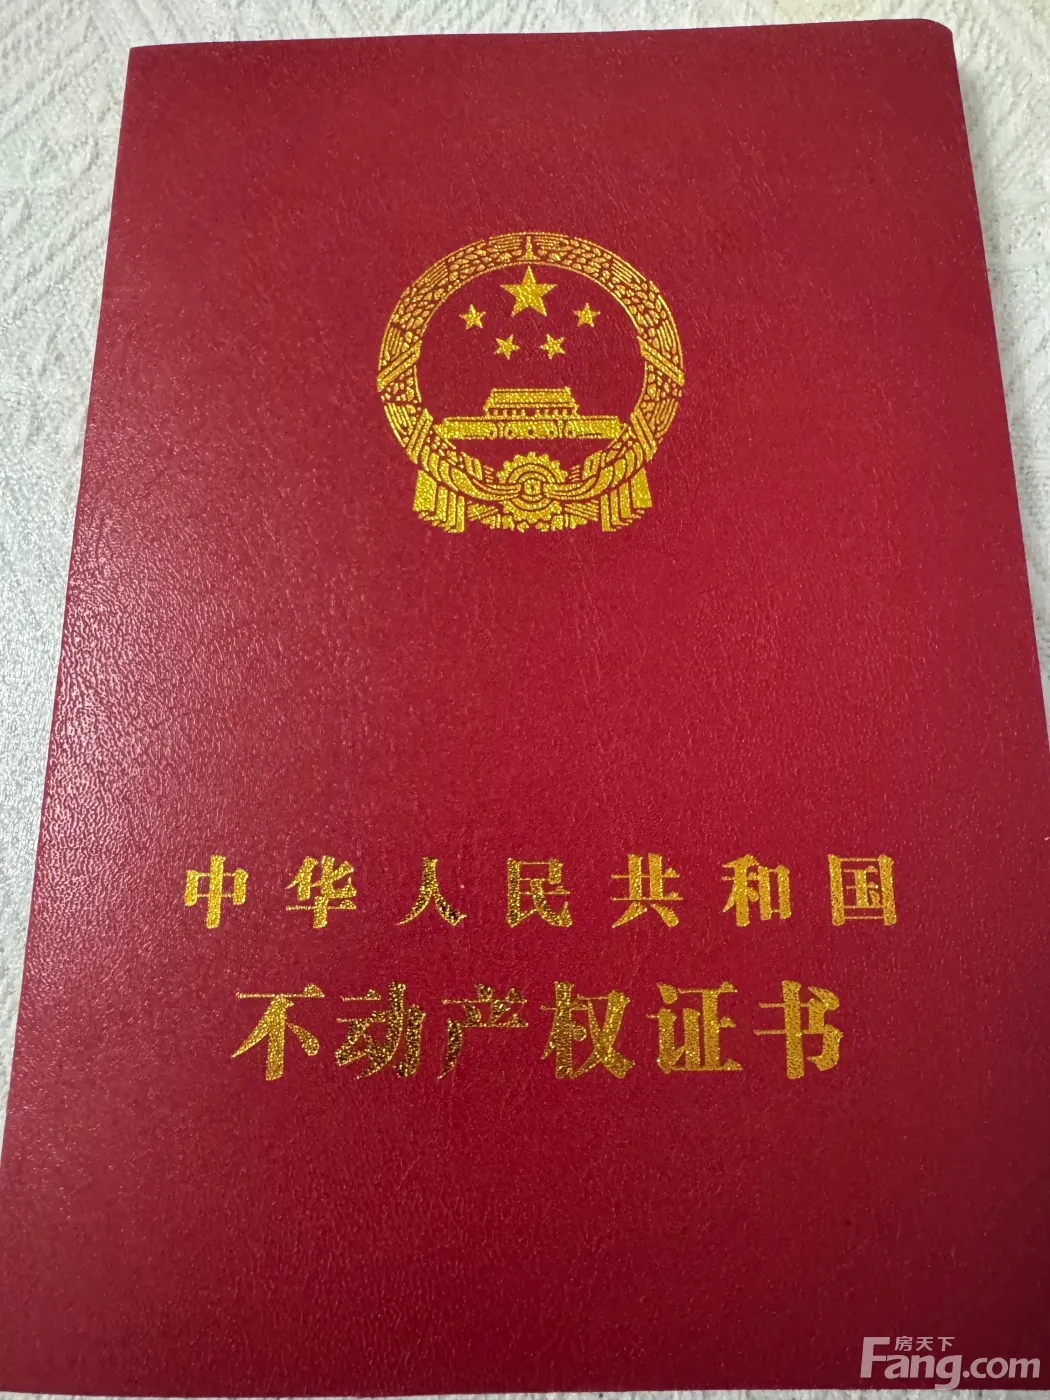 中华人民共和国
不动产权证书
房天下
Fang.com